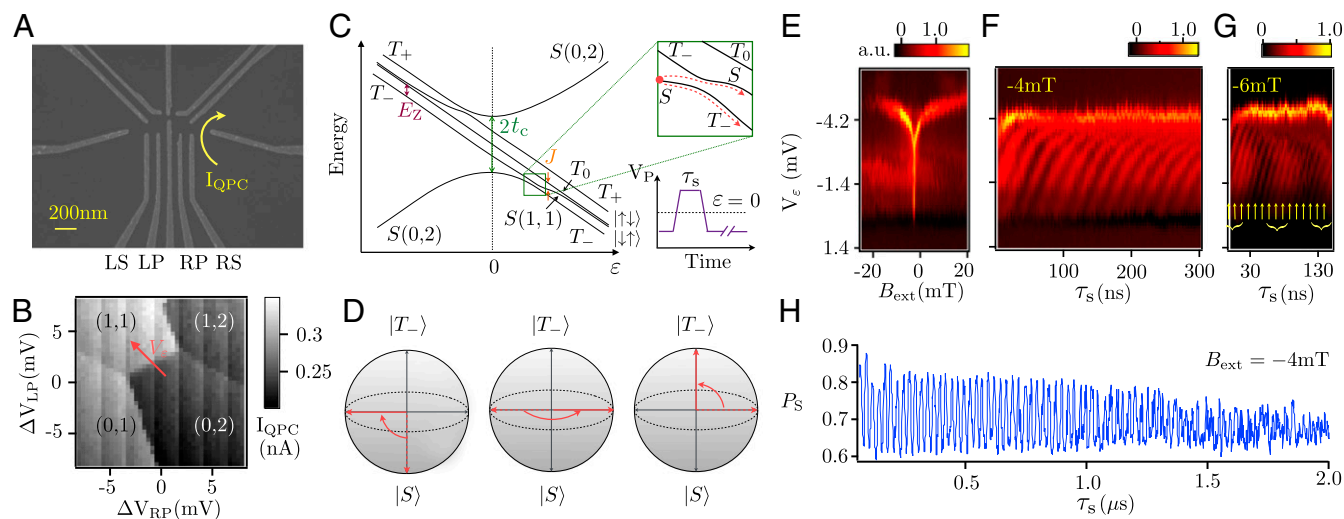 A
I_QPC
200nm
LS LP RP RS
B
ΔV_LP(mV)
5
0
-5
(1,1)
(1,2)
V
(0,1)
(0,2)
-5 0 5
ΔV_RP(mV)
0.3
0.25
I_QPC
(nA)
C
Energy
T_+
T_-
E_Z
S(0,2)
2t_c
J
T_0
T_+
S(1,1)
T_-
|↑↓⟩
|↓↑⟩
S(0,2)
0
ε
T_-
T_0
S
S
T_-
V_P
τ_s
ε = 0
Time
D
|T_-⟩ |T_-⟩ |T_-⟩
|S⟩ |S⟩ |S⟩
E
a.u. 0 1.0
V_ε (mV)
-4.2
-1.4
1.4
-20 0 20
B_ext(mT)
F
0 1.0
-4mT
100 200 300
τ_s(ns)
G
0 1.0
-6mT
30 130
τ_s(ns)
H
P_S
0.9
0.8
0.7
0.6
B_ext = −4mT
0.5 1.0 1.5 2.0
τ_s(μs)